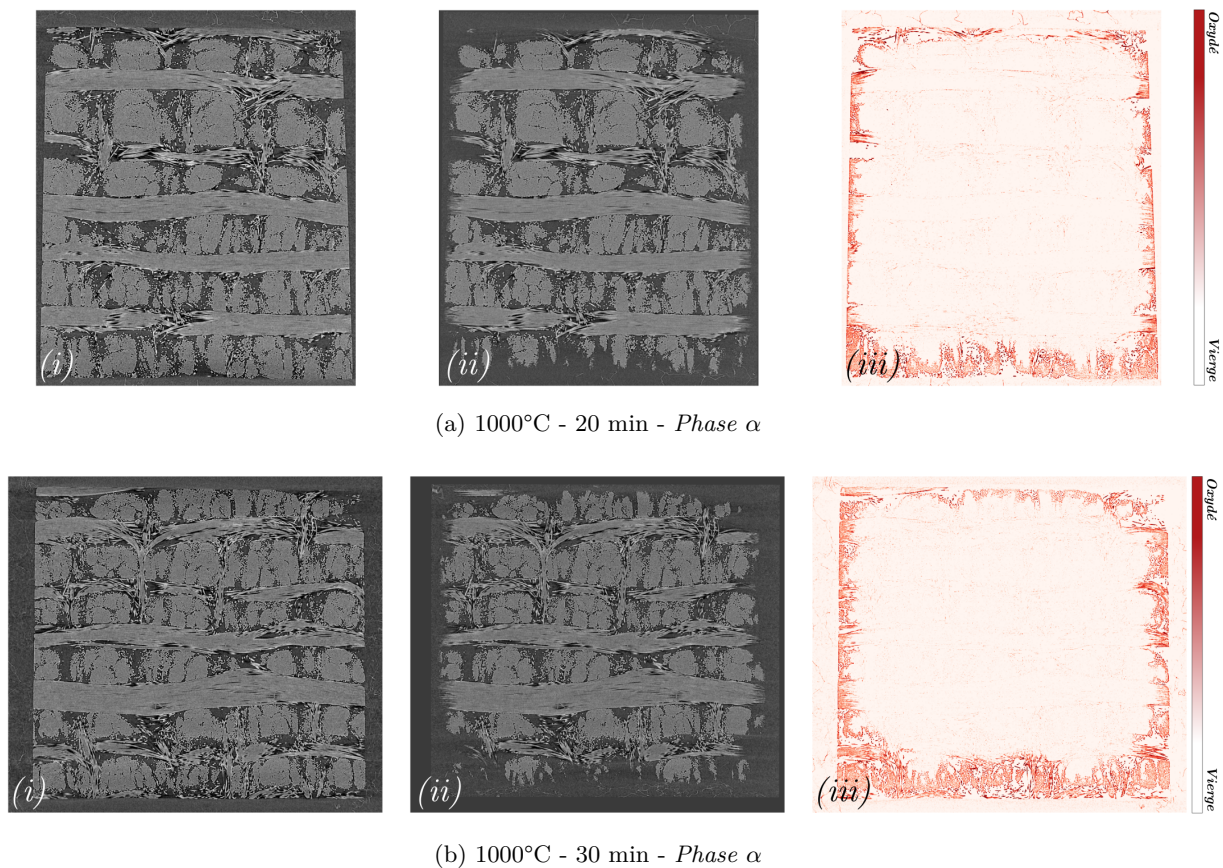 Oxydé
(i)
(ii)
(iii)
Vierge
(a) 1000°C - 20 min - Phase α
Oxydé
(i)
(ii)
(iii)
Vierge
(b) 1000°C - 30 min - Phase α